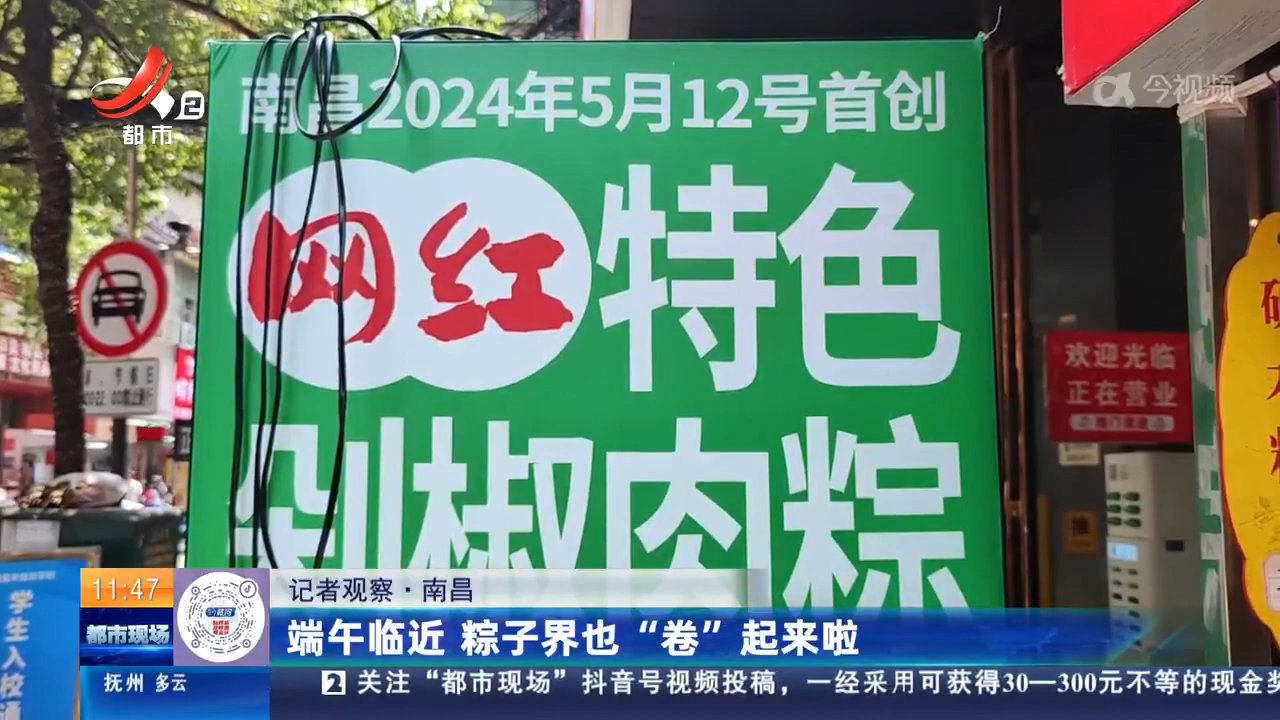 南昌2024年5月12号首创
网红特色
剁椒肉粽
2
都市
今视频
欢迎光临
正在营业
推
学生入校通
11:47
都市现场
记者观察·南昌
端午临近 粽子界也“卷”起来啦
抚州 多云
2 关注“都市现场”抖音号视频投稿，一经采用可获得30—300元不等的现金奖